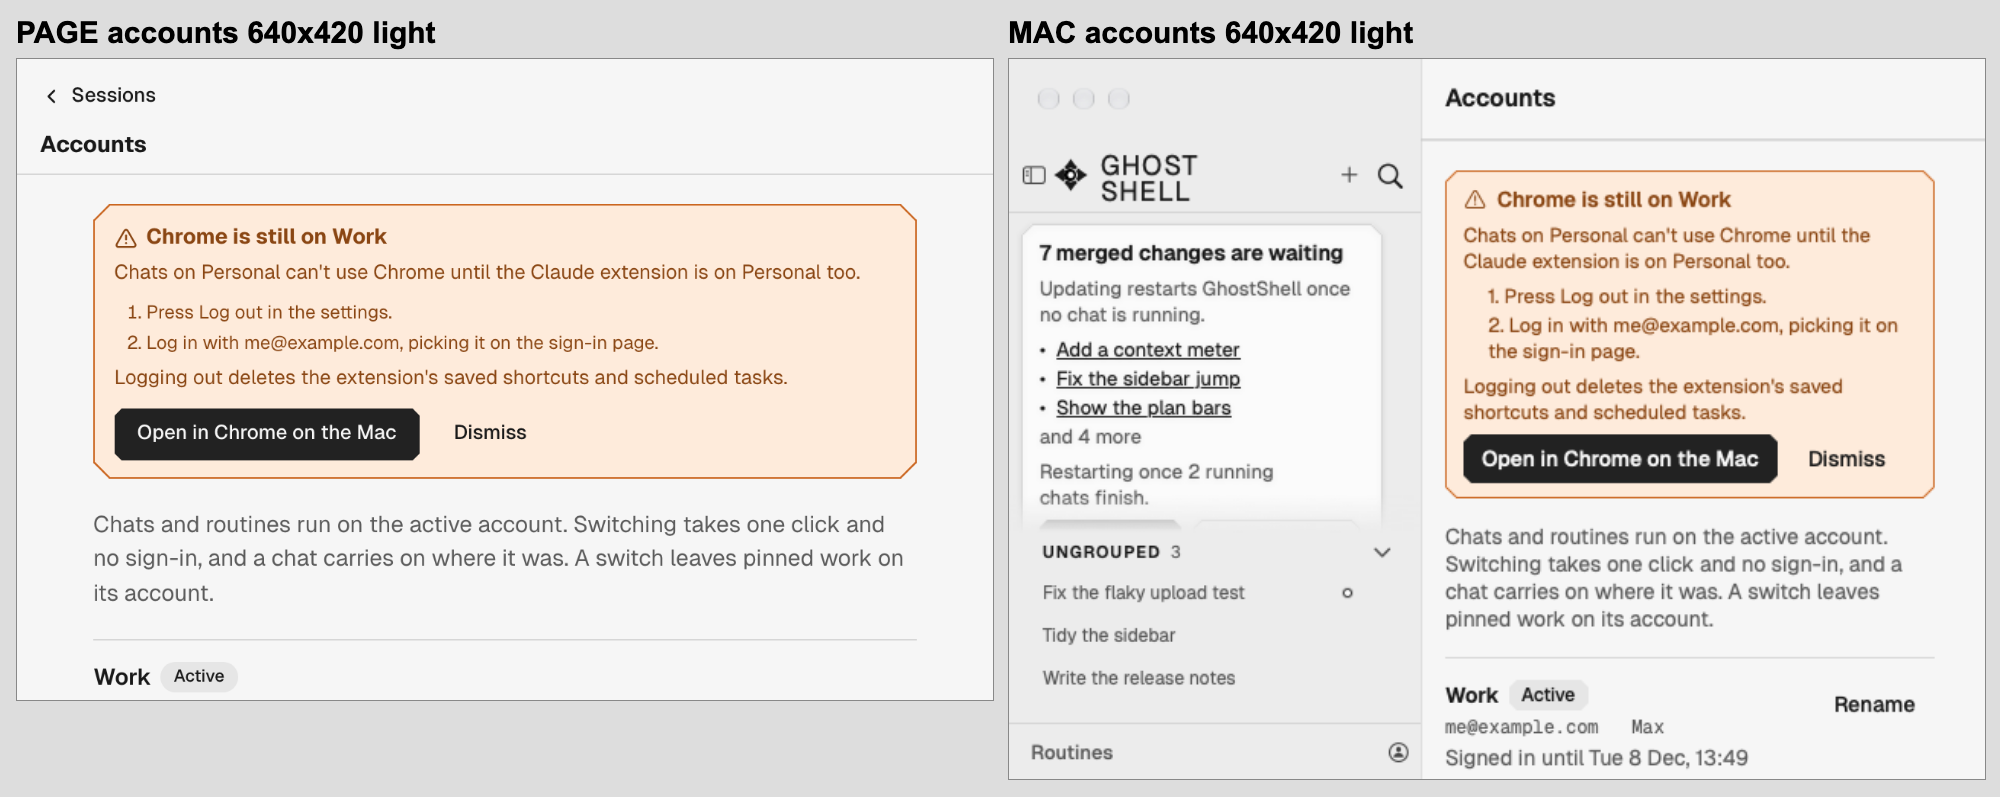 PAGE accounts 640x420 light
Sessions
Accounts
Chrome is still on Work
Chats on Personal can't use Chrome until the Claude extension is on Personal too.
1. Press Log out in the settings.
2. Log in with me@example.com, picking it on the sign-in page.
Logging out deletes the extension's saved shortcuts and scheduled tasks.
Open in Chrome on the Mac
Dismiss
Chats and routines run on the active account. Switching takes one click and
no sign-in, and a chat carries on where it was. A switch leaves pinned work on
its account.
Work Active
MAC accounts 640x420 light
GHOST
SHELL
7 merged changes are waiting
Updating restarts GhostShell once
no chat is running.
• Add a context meter
• Fix the sidebar jump
• Show the plan bars
and 4 more
Restarting once 2 running
chats finish.
UNGROUPED 3
Fix the flaky upload test
Tidy the sidebar
Write the release notes
Routines
Accounts
Chrome is still on Work
Chats on Personal can't use Chrome until the
Claude extension is on Personal too.
1. Press Log out in the settings.
2. Log in with me@example.com, picking it on
the sign-in page.
Logging out deletes the extension's saved
shortcuts and scheduled tasks.
Open in Chrome on the Mac
Dismiss
Chats and routines run on the active account.
Switching takes one click and no sign-in, and a
chat carries on where it was. A switch leaves
pinned work on its account.
Work Active
Rename
me@example.com Max
Signed in until Tue 8 Dec, 13:49